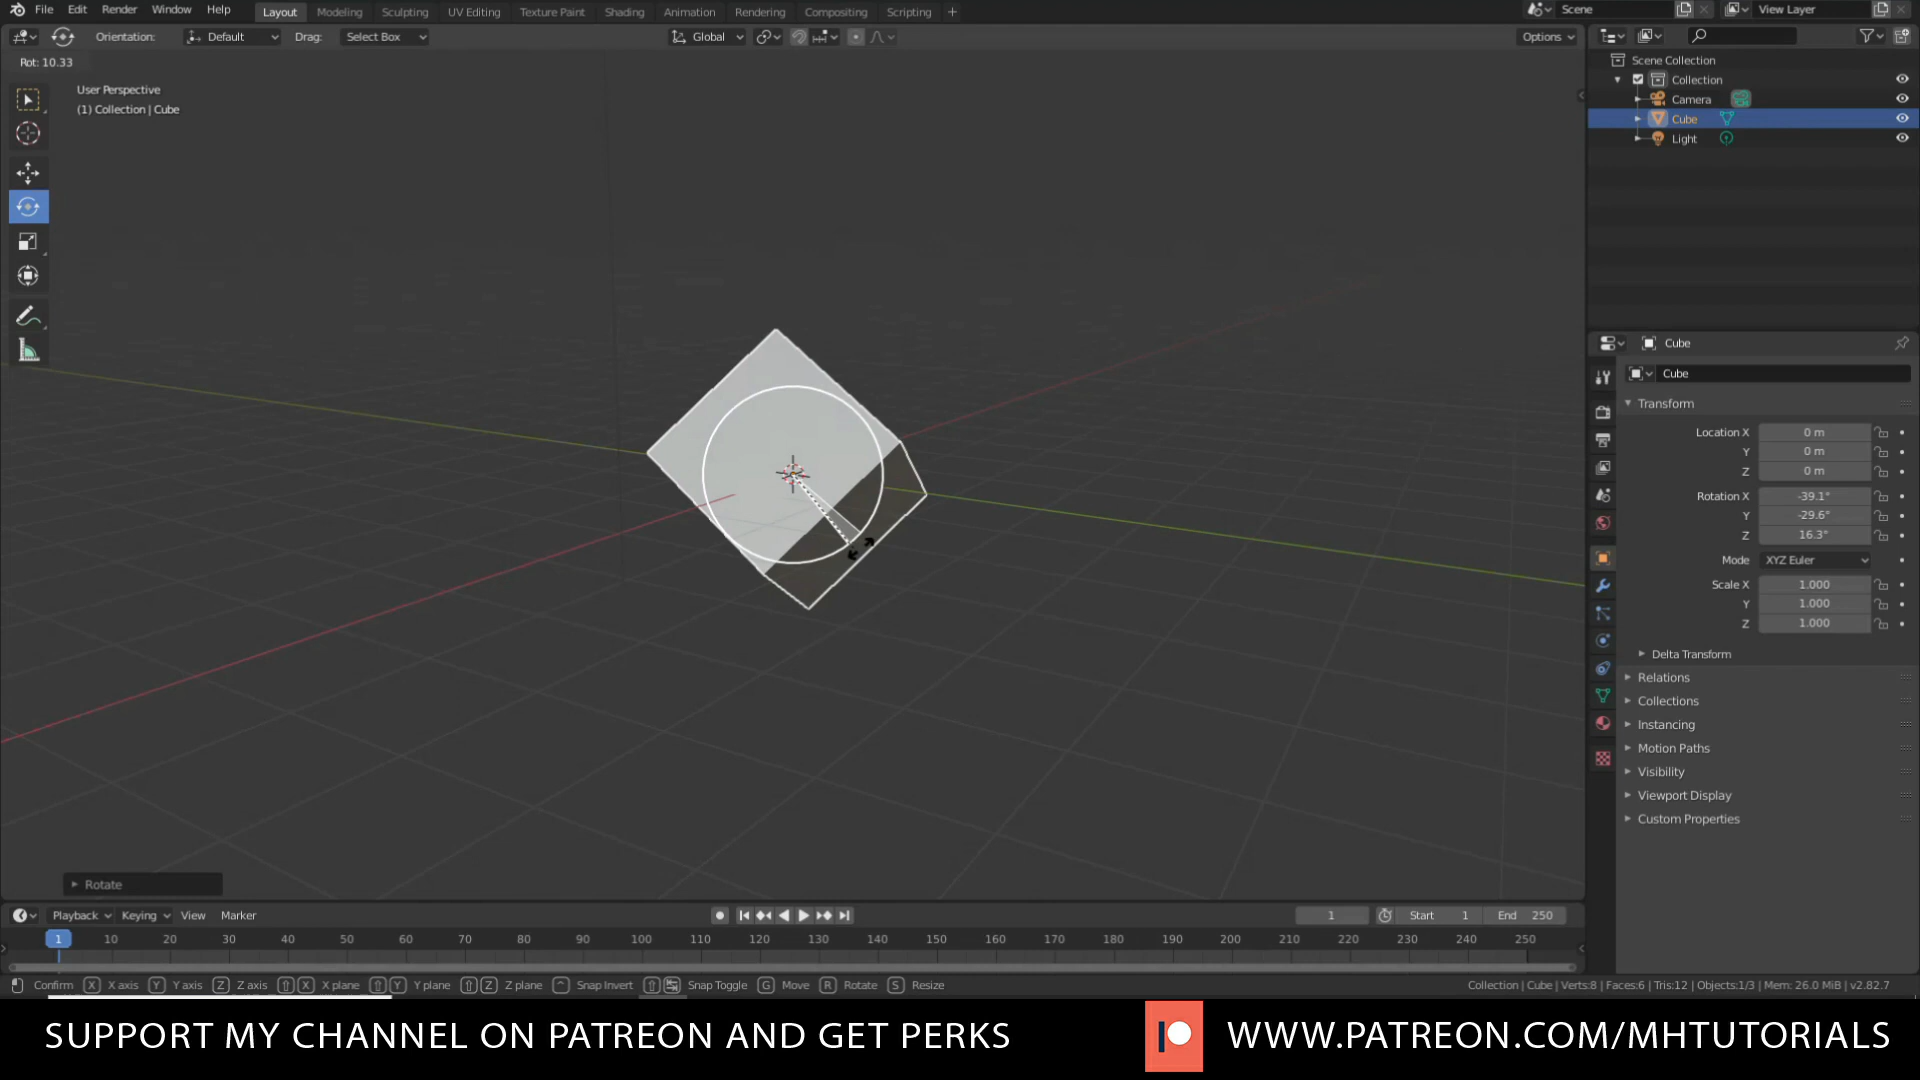 File Edit Render Window Help Layout Modeling Sculpting UV Editing Texture Paint Shading Animation Rendering Compositing Scripting + Scene View Layer
Orientation: Default Drag: Select Box Global Options
Rot: 10.33
User Perspective
(1) Collection | Cube
Scene Collection
Collection
Camera
Cube
Light
Cube
Cube
Transform
Location X 0 m
Y 0 m
Z 0 m
Rotation X -39.1°
Y -29.6°
Z 16.3°
Mode XYZ Euler
Scale X 1.000
Y 1.000
Z 1.000
Delta Transform
Relations
Collections
Instancing
Motion Paths
Visibility
Viewport Display
Custom Properties
Rotate
Playback Keying View Marker 1 Start 1 End 250
1 10 20 30 40 50 60 70 80 90 100 110 120 130 140 150 160 170 180 190 200 210 220 230 240 250
Confirm X X axis Y Y axis Z Z axis X X plane Y Y plane Z Z plane Snap Invert Snap Toggle G Move R Rotate S Resize Collection | Cube | Verts:8 | Faces:6 | Tris:12 | Objects:1/3 | Mem: 26.0 MiB | v2.82.7
SUPPORT MY CHANNEL ON PATREON AND GET PERKS WWW.PATREON.COM/MHTUTORIALS